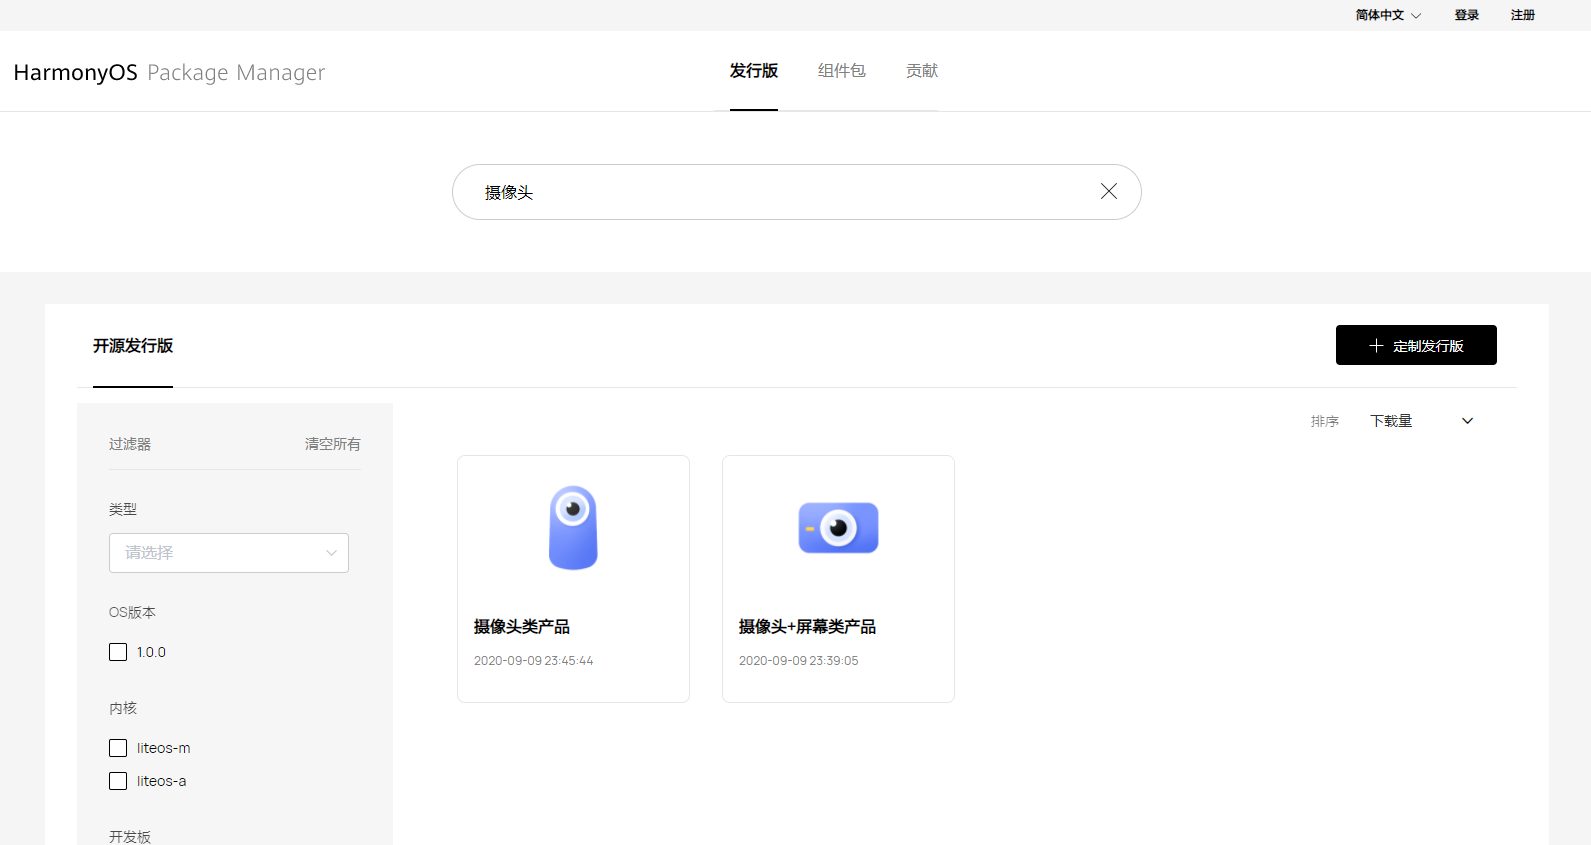 简体中文 登录 注册
HarmonyOS Package Manager 发行版 组件包 贡献
摄像头
开源发行版 定制发行版
排序 下载量
过滤器 清空所有
类型
请选择
OS版本
1.0.0
内核
liteos-m
liteos-a
开发板
摄像头类产品
2020-09-09 23:45:44
摄像头+屏幕类产品
2020-09-09 23:39:05